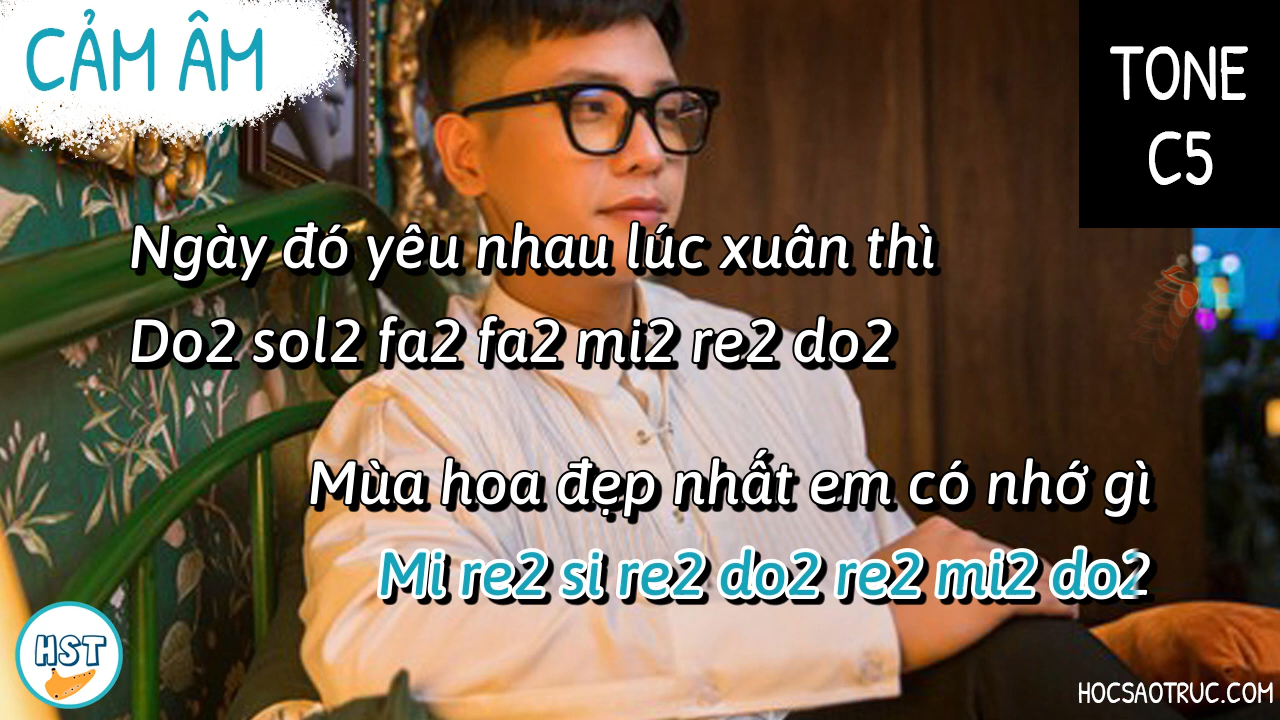 CẢM ÂM
TONE
C5
Ngày đó yêu nhau lúc xuân thì
Do2 sol2 fa2 fa2 mi2 re2 do2
Mùa hoa đẹp nhất em có nhớ gì
Mi re2 si re2 do2 re2 mi2 do2
HST
HOCSAOTRUC.COM